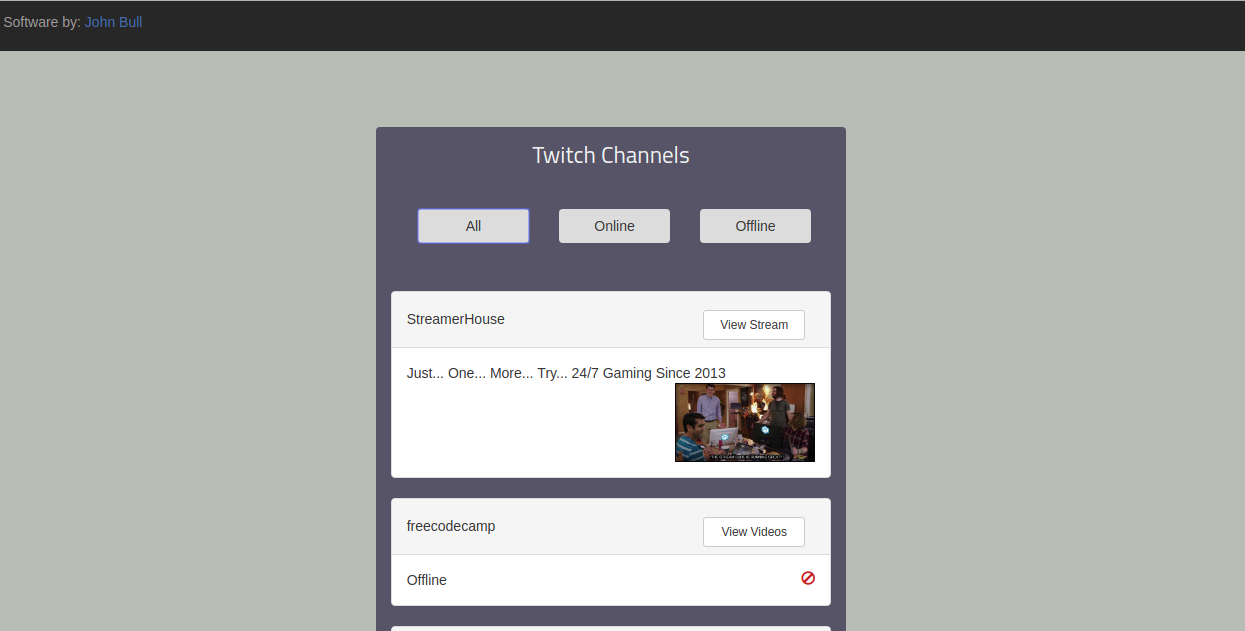 Software by: John Bull
Twitch Channels
All
Online
Offline
StreamerHouse
View Stream
Just... One... More... Try... 24/7 Gaming Since 2013
freecodecamp
View Videos
Offline